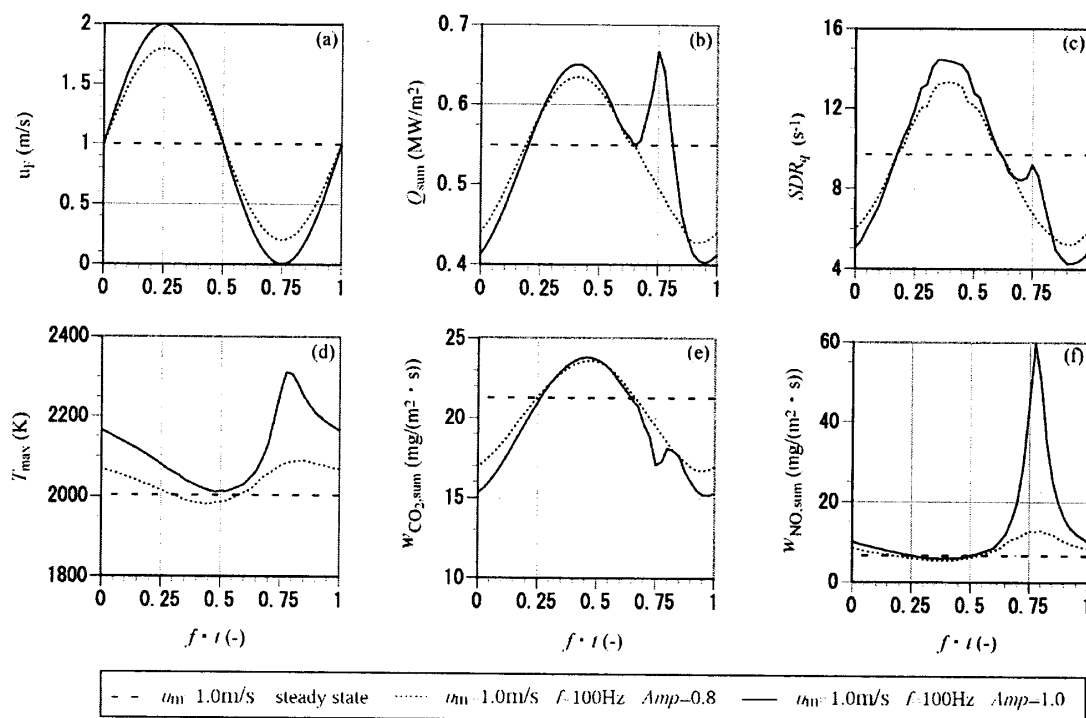 (a)
2
1.5
1
0.5
0
0 0.25 0.5 0.75 1
u_F (m/s)
(b)
0.7
0.6
0.5
0.4
0 0.25 0.5 0.75 1
Q_sum (MW/m²)
(c)
16
12
8
4
0 0.25 0.5 0.75 1
SDR_q (s⁻¹)
(d)
2400
2200
2000
1800
0 0.25 0.5 0.75 1
T_max (K)
f・t (-)
(e)
25
20
15
10
0 0.25 0.5 0.75 1
w_CO₂,sum (mg/(m²・s))
f・t (-)
(f)
60
40
20
0
0 0.25 0.5 0.75 1
w_NO,sum (mg/(m²・s))
f・t (-)
u_m=1.0m/s steady state u_m=1.0m/s f=100Hz Amp=0.8 u_m=1.0m/s f=100Hz Amp=1.0